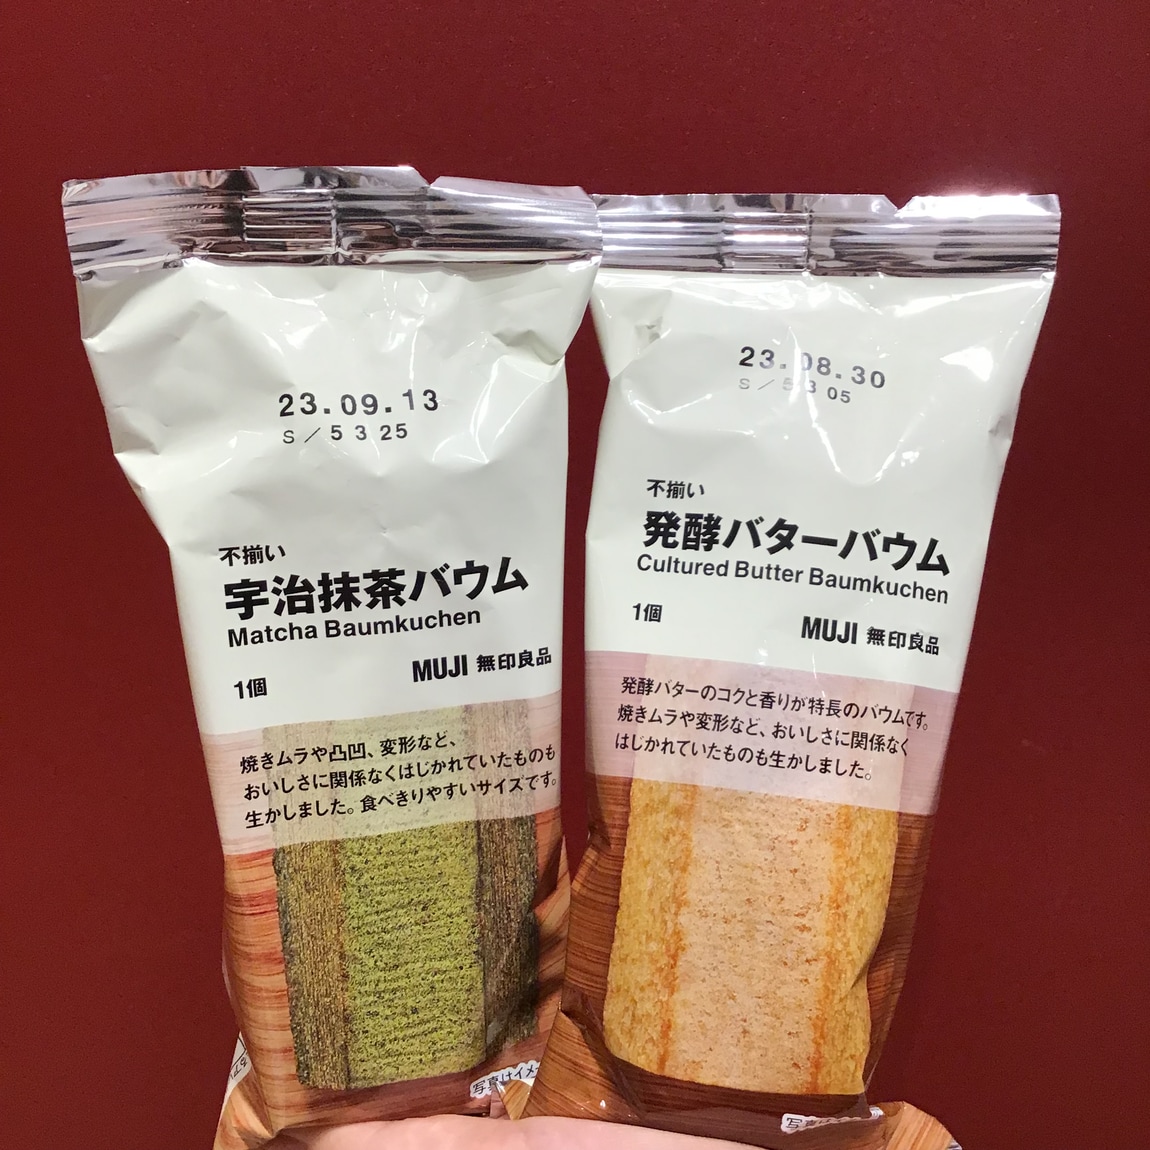 23.09.13
S/5 3 25
不揃い
宇治抹茶バウム
Matcha Baumkuchen
MUJI 無印良品
1個
焼きムラや凸凹、変形など、
おいしさに関係なくはじかれていたものも
生かしました。食べきりやすいサイズです。
写真はイメ
23.08.30
S/5 3 05
不揃い
発酵バターバウム
Cultured Butter Baumkuchen
1個
MUJI 無印良品
発酵バターのコクと香りが特長のバウムです。
焼きムラや変形など、おいしさに関係なく
はじかれていたものも生かしました。
写真は